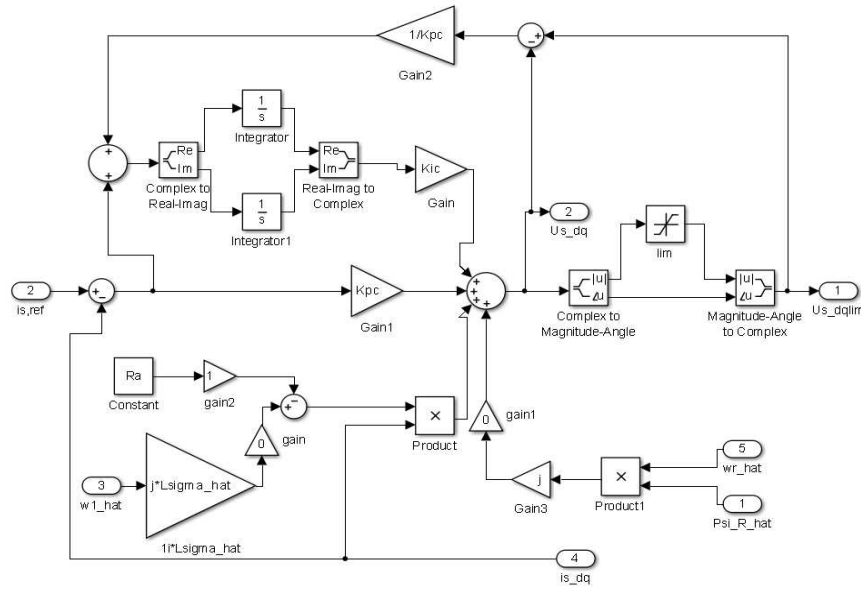 1/Kpc
Gain2
1
s
Integrator
Re
Im
Complex to
Real-Imag
Re
Im
Real-Imag to
Complex
1
s
Integrator1
Kic
Gain
2
Us_dq
lim
2
is,ref
Kpc
Gain1
|u|
∠u
Complex to
Magnitude-Angle
|u|
∠u
Magnitude-Angle
to Complex
1
Us_dqlim
Ra
Constant
1
gain2
0
gain
×
Product
0
gain1
3
w1_hat
j*Lsigma_hat
1i*Lsigma_hat
j
Gain3
×
Product1
5
wr_hat
1
Psi_R_hat
4
is_dq